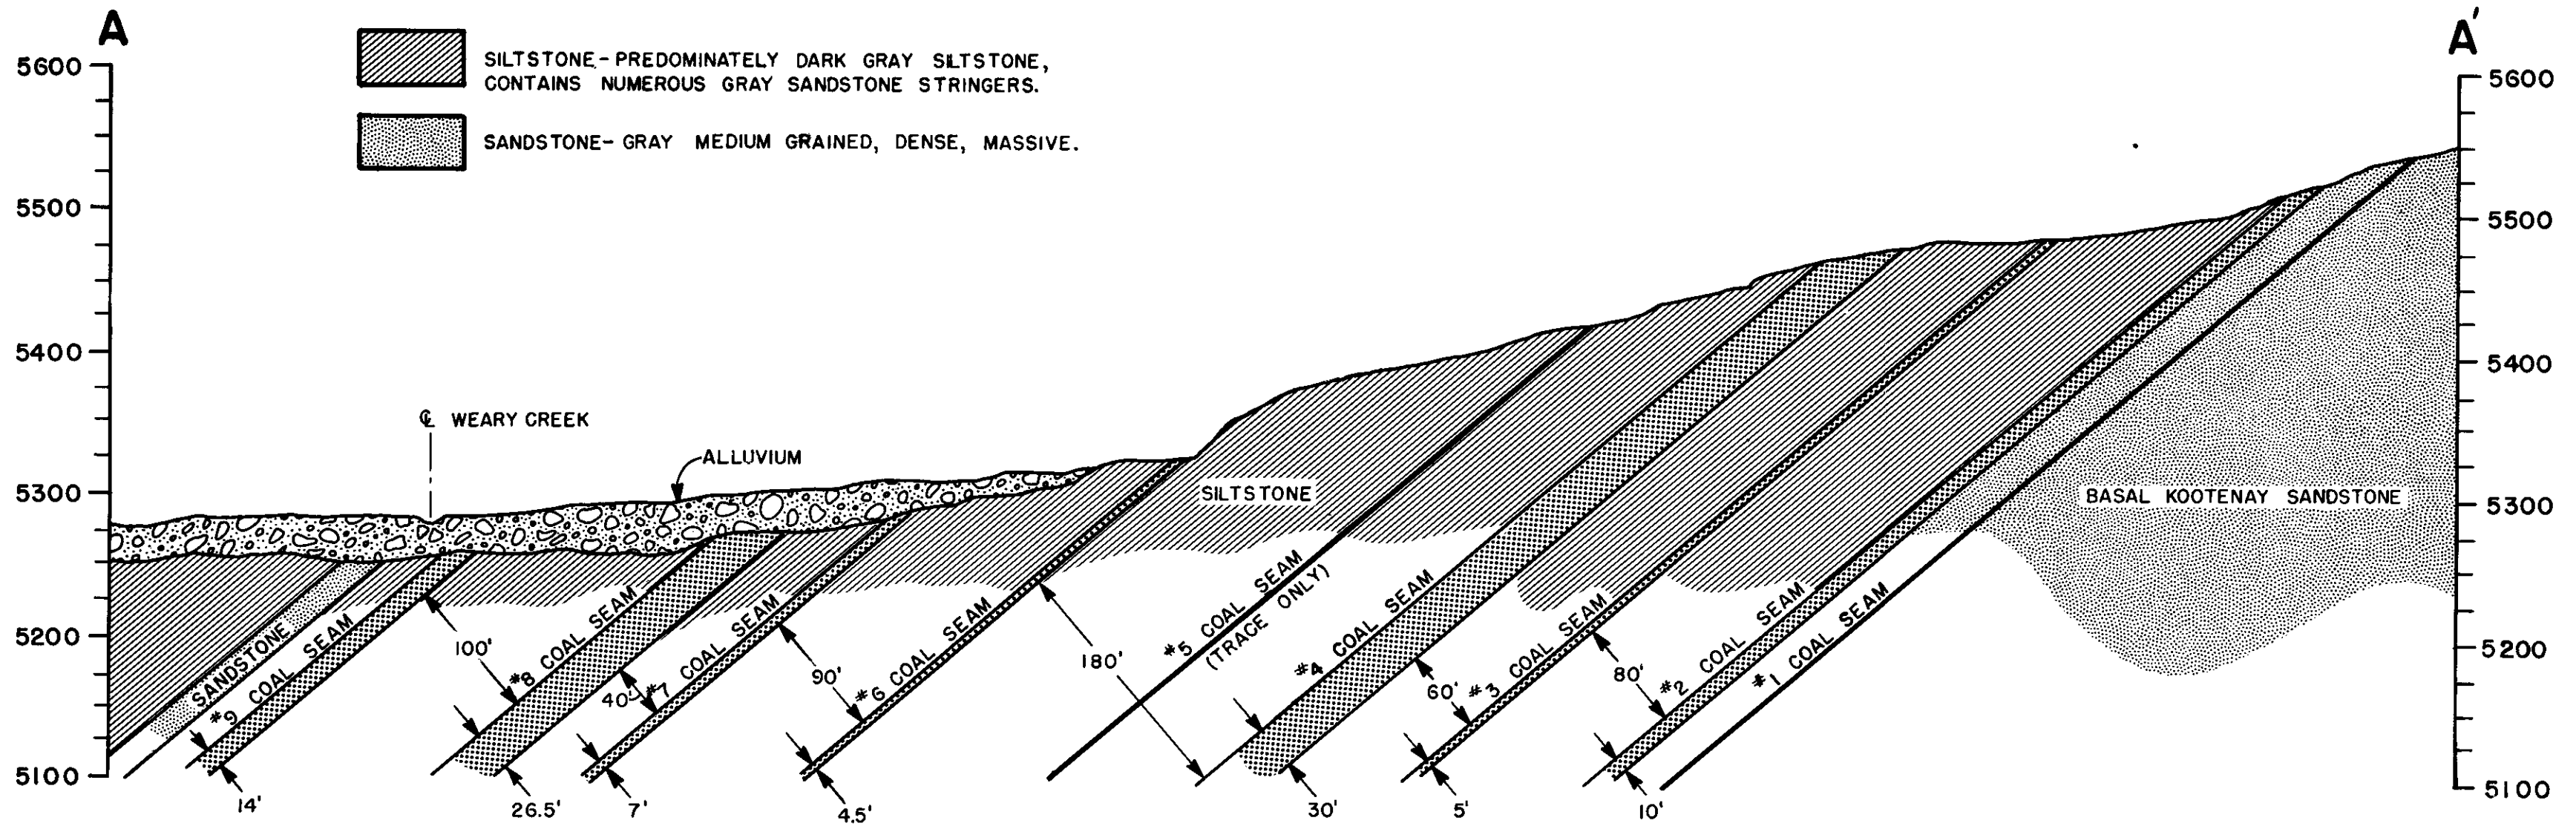 A
A'
5600
5500
5400
5300
5200
5100
SILTSTONE - PREDOMINATELY DARK GRAY SILTSTONE,
CONTAINS NUMEROUS GRAY SANDSTONE STRINGERS.
SANDSTONE - GRAY MEDIUM GRAINED, DENSE, MASSIVE.
℄ WEARY CREEK
ALLUVIUM
SILTSTONE
BASAL KOOTENAY SANDSTONE
SANDSTONE
#9 COAL SEAM
#8 COAL SEAM
#7 COAL SEAM
#6 COAL SEAM
#5 COAL SEAM
(TRACE ONLY)
#4 COAL SEAM
#3 COAL SEAM
#2 COAL SEAM
#1 COAL SEAM
100'
40'
90'
180'
60'
80'
14'
26.5'
7'
4.5'
30'
5'
10'
5600
5500
5400
5300
5200
5100